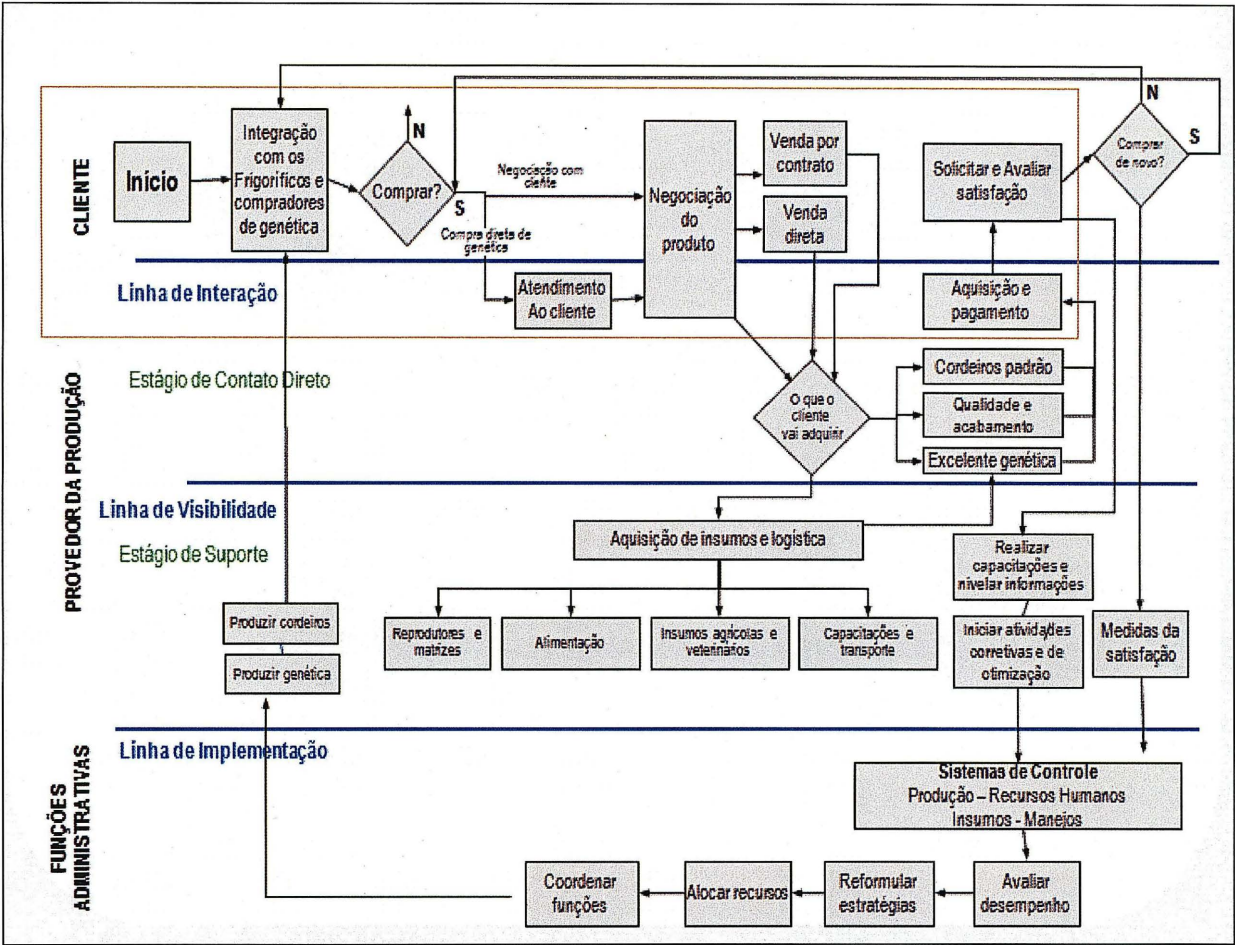 CLIENTE
Início
Integração
com os
Frigoríficos e
compradores
de genética
N
Comprar?
S
Negociação com
cliente
Compra direta de
genética
Negociação
do
produto
Venda por
contrato
Venda
direta
Solicitar e Avaliar
satisfação
N
Comprar
de novo?
S
Linha de Interação
Atendimento
Ao cliente
Aquisição e
pagamento
PROVEDOR DA PRODUÇÃO
Estágio de Contato Direto
O que o
cliente
vai adquirir
Cordeiros padrão
Qualidade e
acabamento
Excelente genética
Linha de Visibilidade
Estágio de Suporte
Aquisição de insumos e logística
Realizar
capacitações e
nivelar informações
Produzir cordeiros
Produzir genética
Reprodutores e
matrizes
Alimentação
Insumos agrícolas e
veterinários
Capacitações e
transporte
Iniciar atividades
corretivas e de
otimização
Medidas da
satisfação
Linha de Implementação
FUNÇÕES
ADMINISTRATIVAS
Sistemas de Controle
Produção – Recursos Humanos
Insumos - Manejos
Coordenar
funções
Alocar recursos
Reformular
estratégias
Avaliar
desempenho